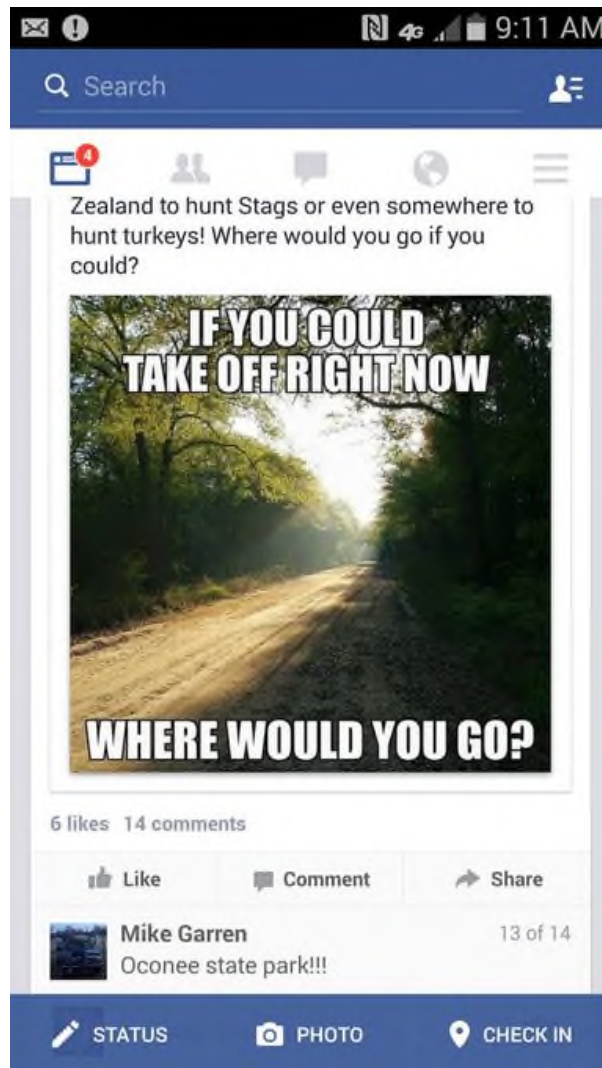 4G 9:11 AM
Search
4
Zealand to hunt Stags or even somewhere to
hunt turkeys! Where would you go if you
could?
IF YOU COULD
TAKE OFF RIGHT NOW
WHERE WOULD YOU GO?
6 likes 14 comments
Like Comment Share
Mike Garren 13 of 14
Oconee state park!!!
STATUS PHOTO CHECK IN